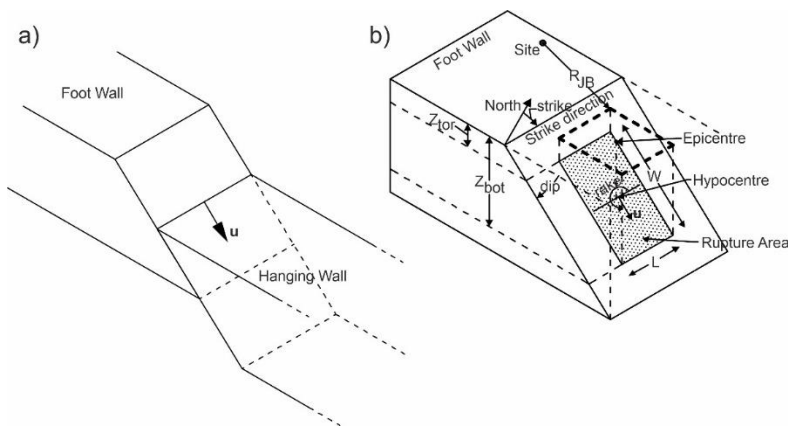 a)
Foot Wall
u
Hanging Wall
b)
Foot Wall
Site
RJB
North
strike
Strike direction
Ztor
Zbot
dip
rake
u
W
L
Epicentre
Hypocentre
Rupture Area